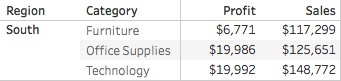 Region Category Profit Sales
South Furniture $6,771 $117,299
Office Supplies $19,986 $125,651
Technology $19,992 $148,772